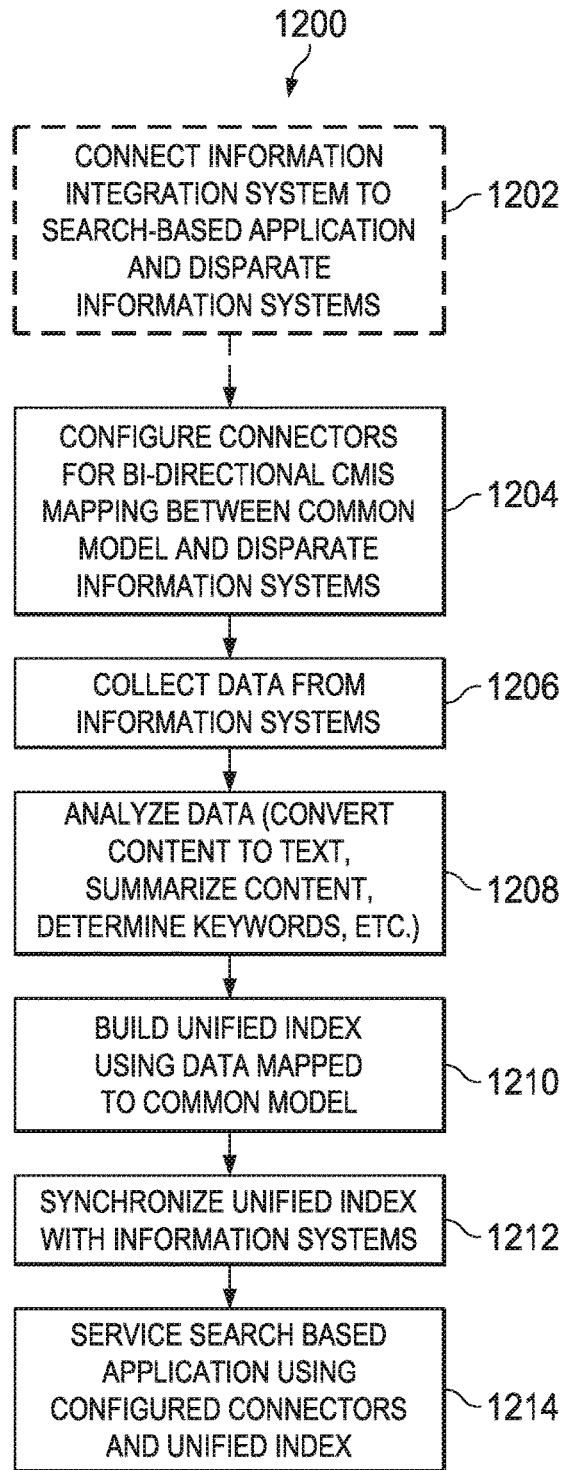 1200
CONNECT INFORMATION
INTEGRATION SYSTEM TO
SEARCH-BASED APPLICATION
AND DISPARATE
INFORMATION SYSTEMS
1202
CONFIGURE CONNECTORS
FOR BI-DIRECTIONAL CMIS
MAPPING BETWEEN COMMON
MODEL AND DISPARATE
INFORMATION SYSTEMS
1204
COLLECT DATA FROM
INFORMATION SYSTEMS
1206
ANALYZE DATA (CONVERT
CONTENT TO TEXT,
SUMMARIZE CONTENT,
DETERMINE KEYWORDS, ETC.)
1208
BUILD UNIFIED INDEX
USING DATA MAPPED
TO COMMON MODEL
1210
SYNCHRONIZE UNIFIED INDEX
WITH INFORMATION SYSTEMS
1212
SERVICE SEARCH BASED
APPLICATION USING
CONFIGURED CONNECTORS
AND UNIFIED INDEX
1214